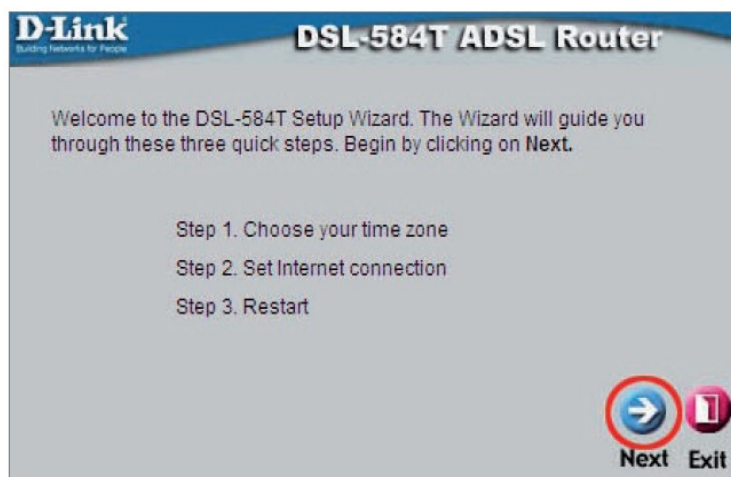 D-Link
Building Networks for People
DSL-584T ADSL Router
Welcome to the DSL-584T Setup Wizard. The Wizard will guide you
through these three quick steps. Begin by clicking on Next.
Step 1. Choose your time zone
Step 2. Set Internet connection
Step 3. Restart
Next Exit